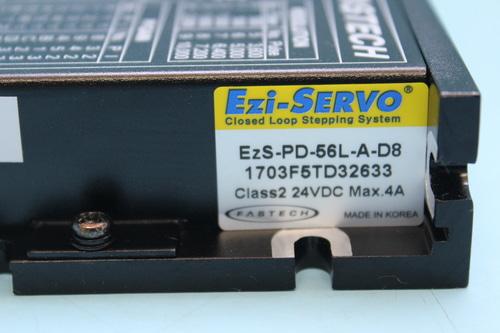 FASTECH
Ezi-SERVO®
Closed Loop Stepping System
EzS-PD-56L-A-D8
1703F5TD32633
Class2 24VDC Max.4A
FASTECH
MADE IN KOREA